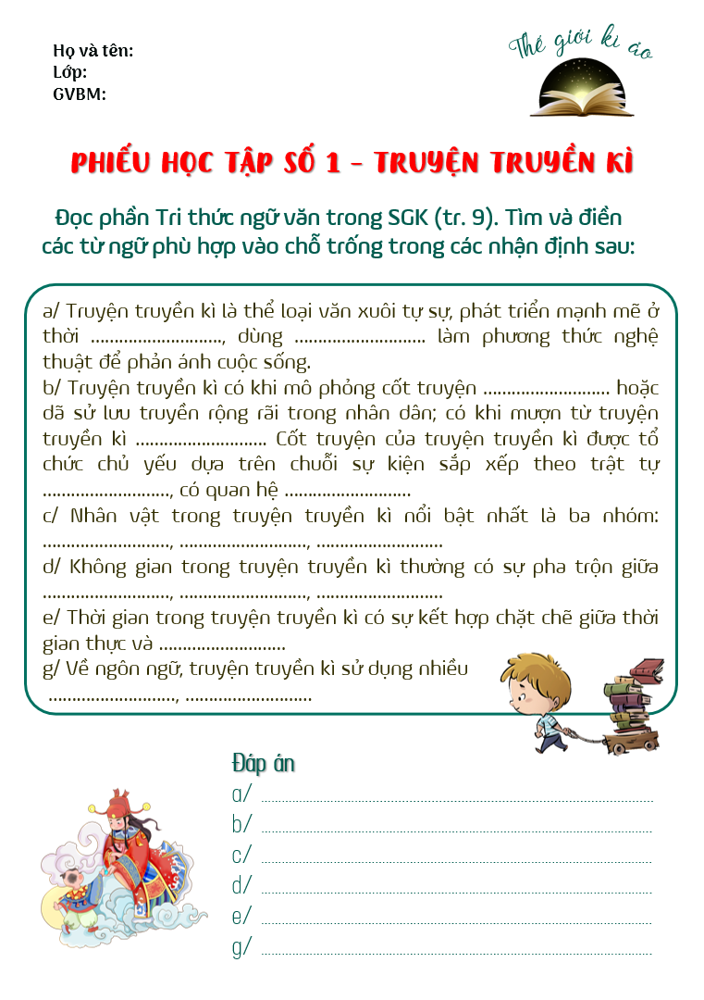 Họ và tên:
Lớp:
GVBM:
Thế giới kì ảo
PHIẾU HỌC TẬP SỐ 1 - TRUYỆN TRUYỀN KÌ
Đọc phần Tri thức ngữ văn trong SGK (tr. 9). Tìm và điền
các từ ngữ phù hợp vào chỗ trống trong các nhận định sau:
a/ Truyện truyền kì là thể loại văn xuôi tự sự, phát triển mạnh mẽ ở
thời ............................, dùng ............................ làm phương thức nghệ
thuật để phản ánh cuộc sống.
b/ Truyện truyền kì có khi mô phỏng cốt truyện ........................... hoặc
dã sử lưu truyền rộng rãi trong nhân dân; có khi mượn từ truyện
truyền kì ............................ Cốt truyện của truyện truyền kì được tổ
chức chủ yếu dựa trên chuỗi sự kiện sắp xếp theo trật tự
..........................., có quan hệ ...........................
c/ Nhân vật trong truyện truyền kì nổi bật nhất là ba nhóm:
..........................., ..........................., ...........................
d/ Không gian trong truyện truyền kì thường có sự pha trộn giữa
..........................., ..........................., ...........................
e/ Thời gian trong truyện truyền kì có sự kết hợp chặt chẽ giữa thời
gian thực và ...........................
g/ Về ngôn ngữ, truyện truyền kì sử dụng nhiều
..........................., ...........................
Đáp án
a/ ....................................................................................
b/ ....................................................................................
c/ ....................................................................................
d/ ....................................................................................
e/ ....................................................................................
g/ ....................................................................................